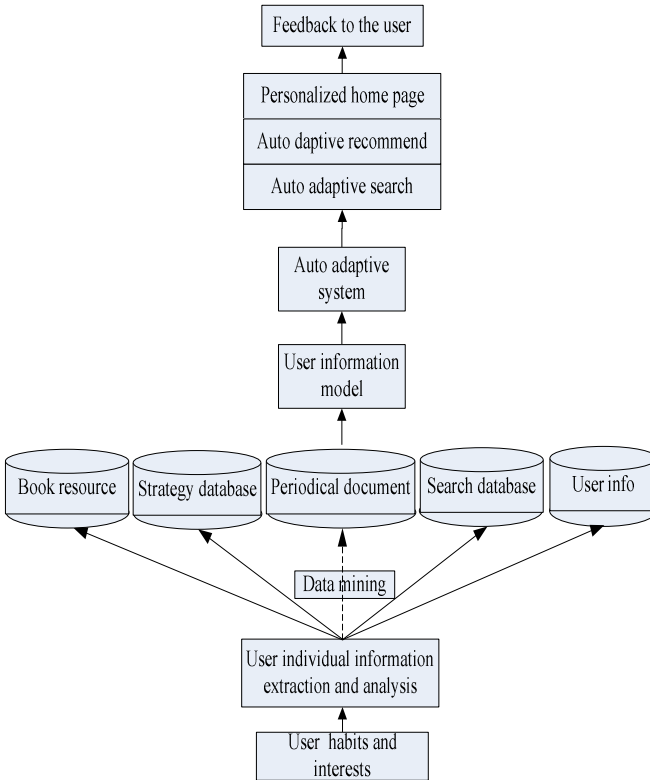 Feedback to the user
Personalized home page
Auto daptive recommend
Auto adaptive search
Auto adaptive
system
User information
model
Book resource
Strategy database
Periodical document
Search database
User info
Data mining
User individual information
extraction and analysis
User habits and
interests